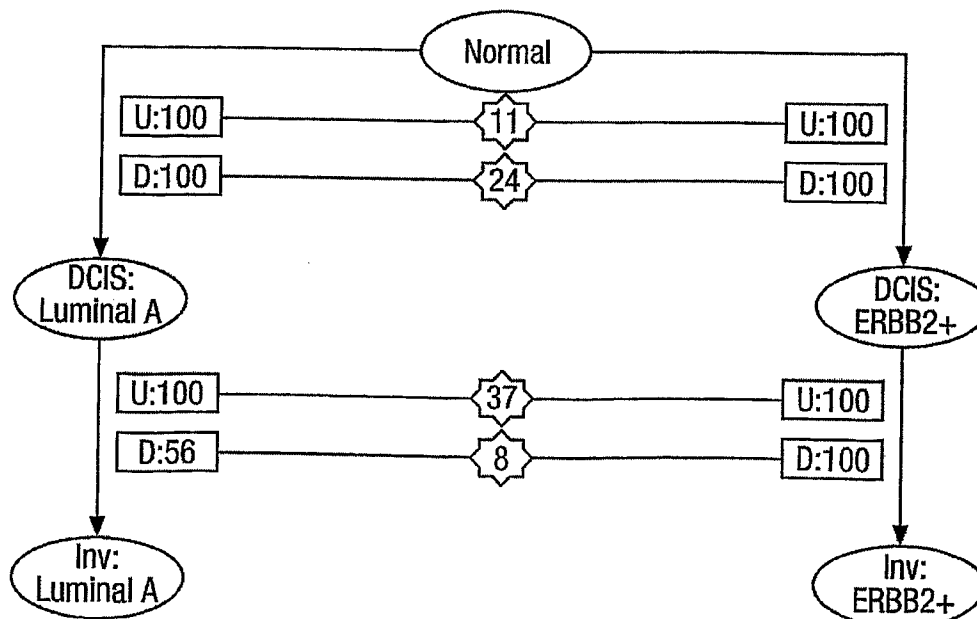 Normal
U:100 11 U:100
D:100 24 D:100
DCIS:
Luminal A
DCIS:
ERBB2+
U:100 37 U:100
D:56 8 D:100
Inv:
Luminal A
Inv:
ERBB2+